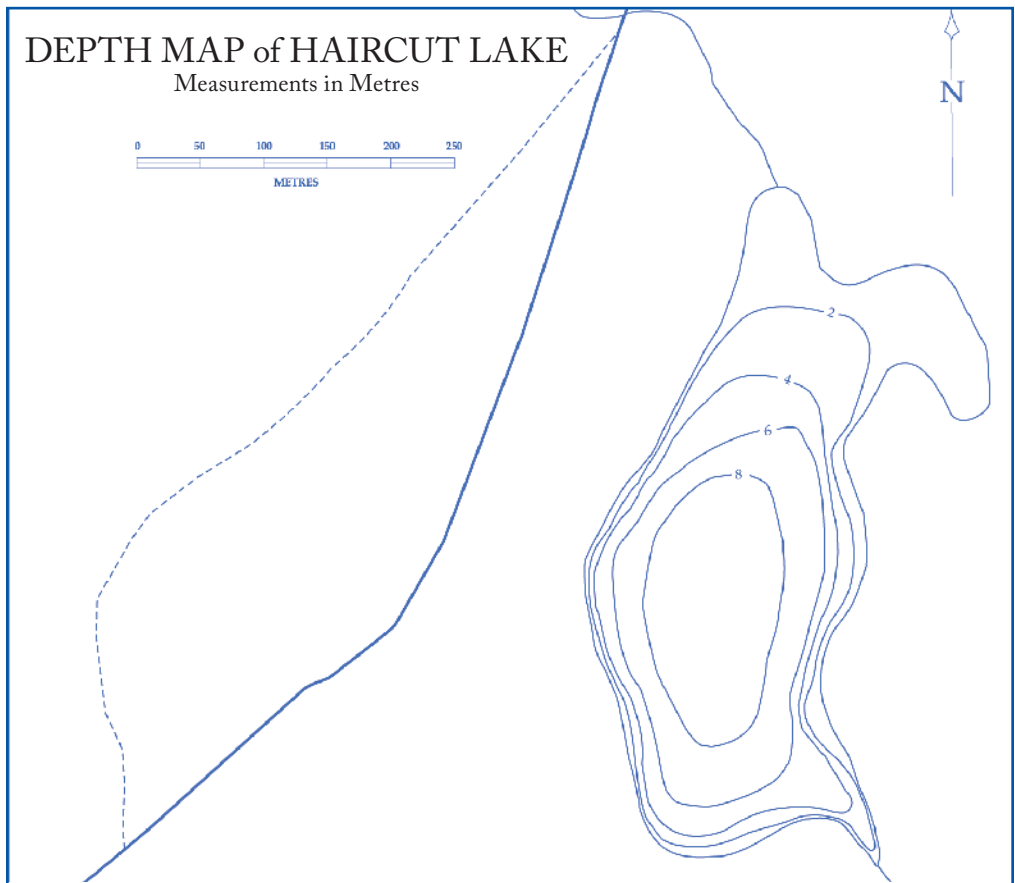 DEPTH MAP of HAIRCUT LAKE
Measurements in Metres
N
0 50 100 150 200 250
METRES
2
4
6
8